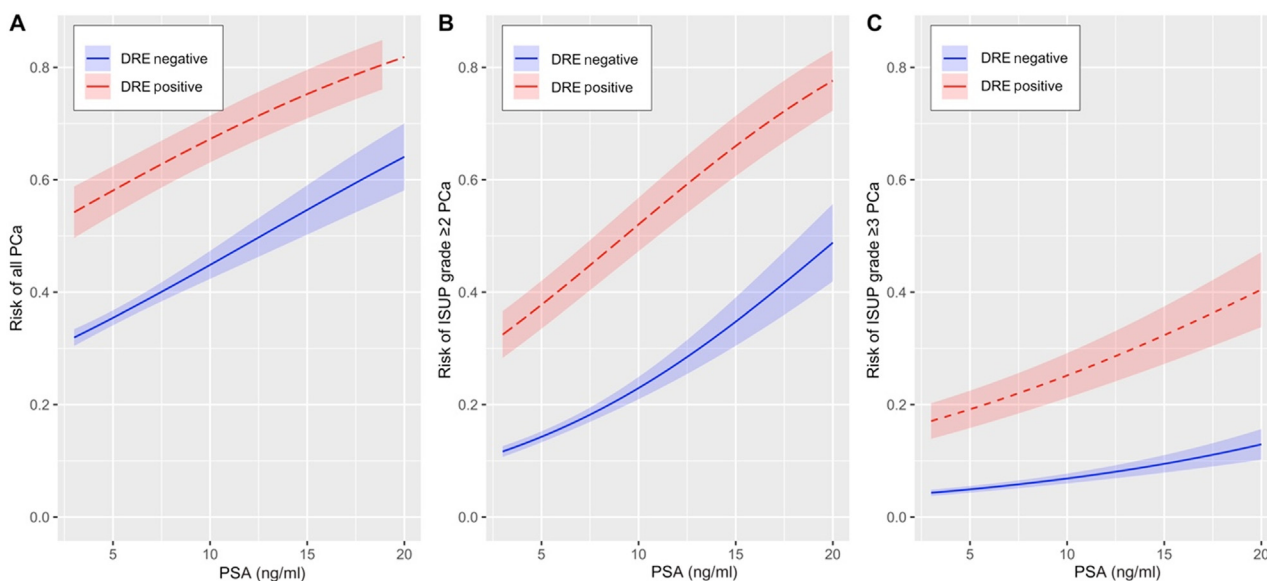 A
DRE negative
DRE positive
Risk of all PCa
0.8
0.6
0.4
0.2
0.0
5
10
15
20
PSA (ng/ml)
B
DRE negative
DRE positive
Risk of ISUP grade ≥2 PCa
0.8
0.6
0.4
0.2
0.0
5
10
15
20
PSA (ng/ml)
C
DRE negative
DRE positive
Risk of ISUP grade ≥3 PCa
0.8
0.6
0.4
0.2
0.0
5
10
15
20
PSA (ng/ml)